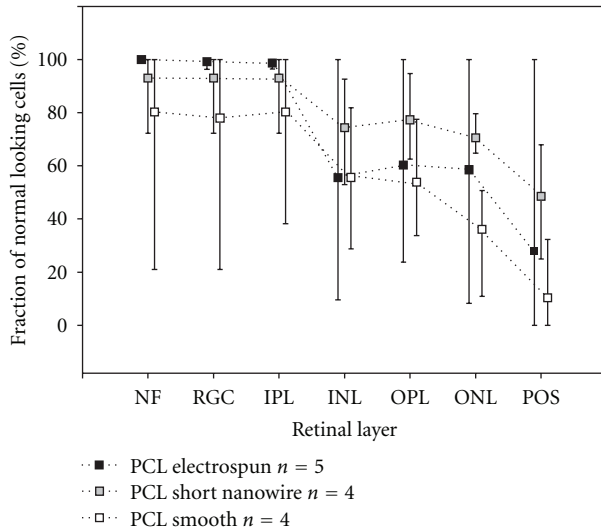 Fraction of normal looking cells (%)
100
80
60
40
20
0
NF RGC IPL INL OPL ONL POS
Retinal layer
PCL electrospun n = 5
PCL short nanowire n = 4
PCL smooth n = 4